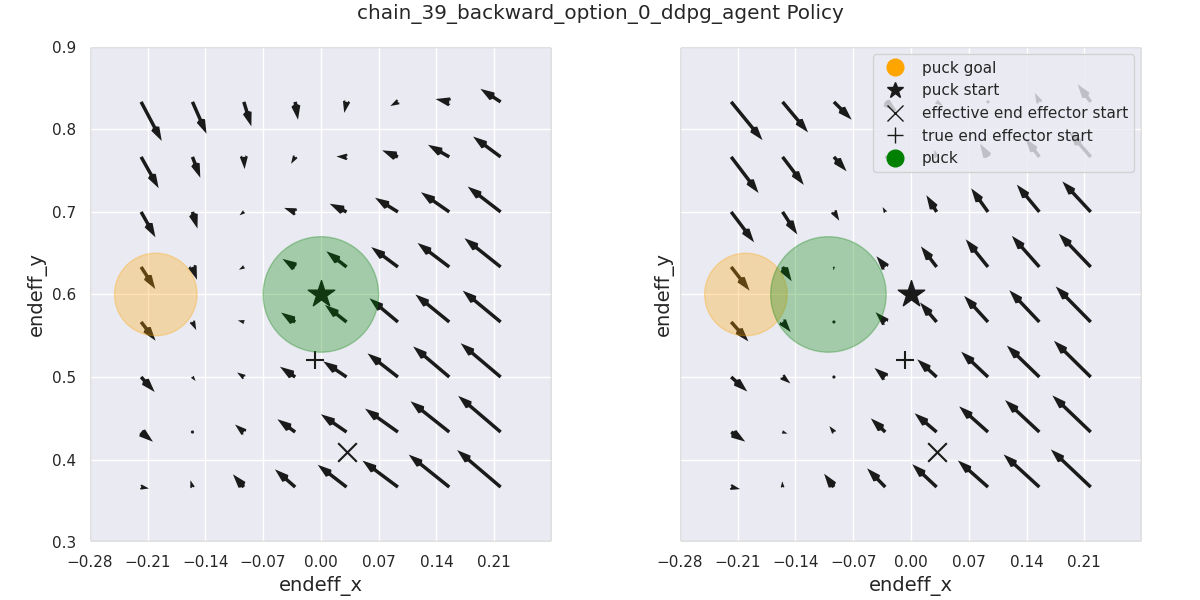 chain_39_backward_option_0_ddpg_agent Policy
0.9
0.8
0.7
0.6
0.5
0.4
0.3
endeff_y
−0.28 −0.21 −0.14 −0.07 0.00 0.07 0.14 0.21
endeff_x
puck goal
puck start
effective end effector start
true end effector start
puck
endeff_y
−0.28 −0.21 −0.14 −0.07 0.00 0.07 0.14 0.21
endeff_x